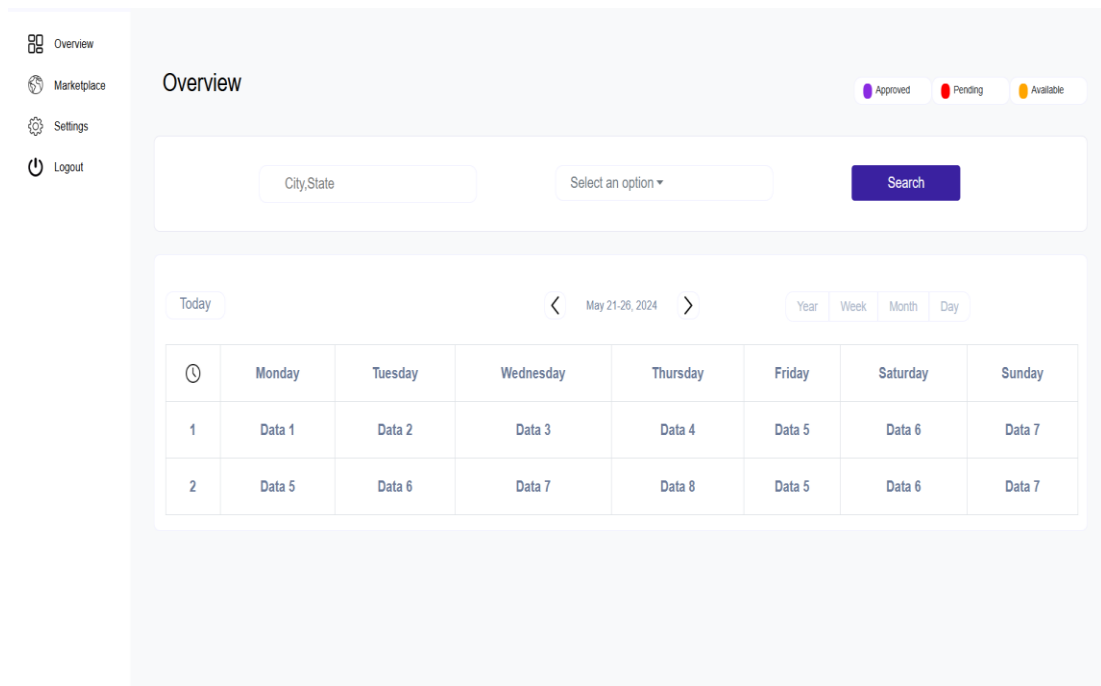 Overview
Marketplace
Settings
Logout
Overview
Approved Pending Available
City,State Select an option Search
Today May 21-26, 2024 Year Week Month Day
Monday Tuesday Wednesday Thursday Friday Saturday Sunday
1 Data 1 Data 2 Data 3 Data 4 Data 5 Data 6 Data 7
2 Data 5 Data 6 Data 7 Data 8 Data 5 Data 6 Data 7